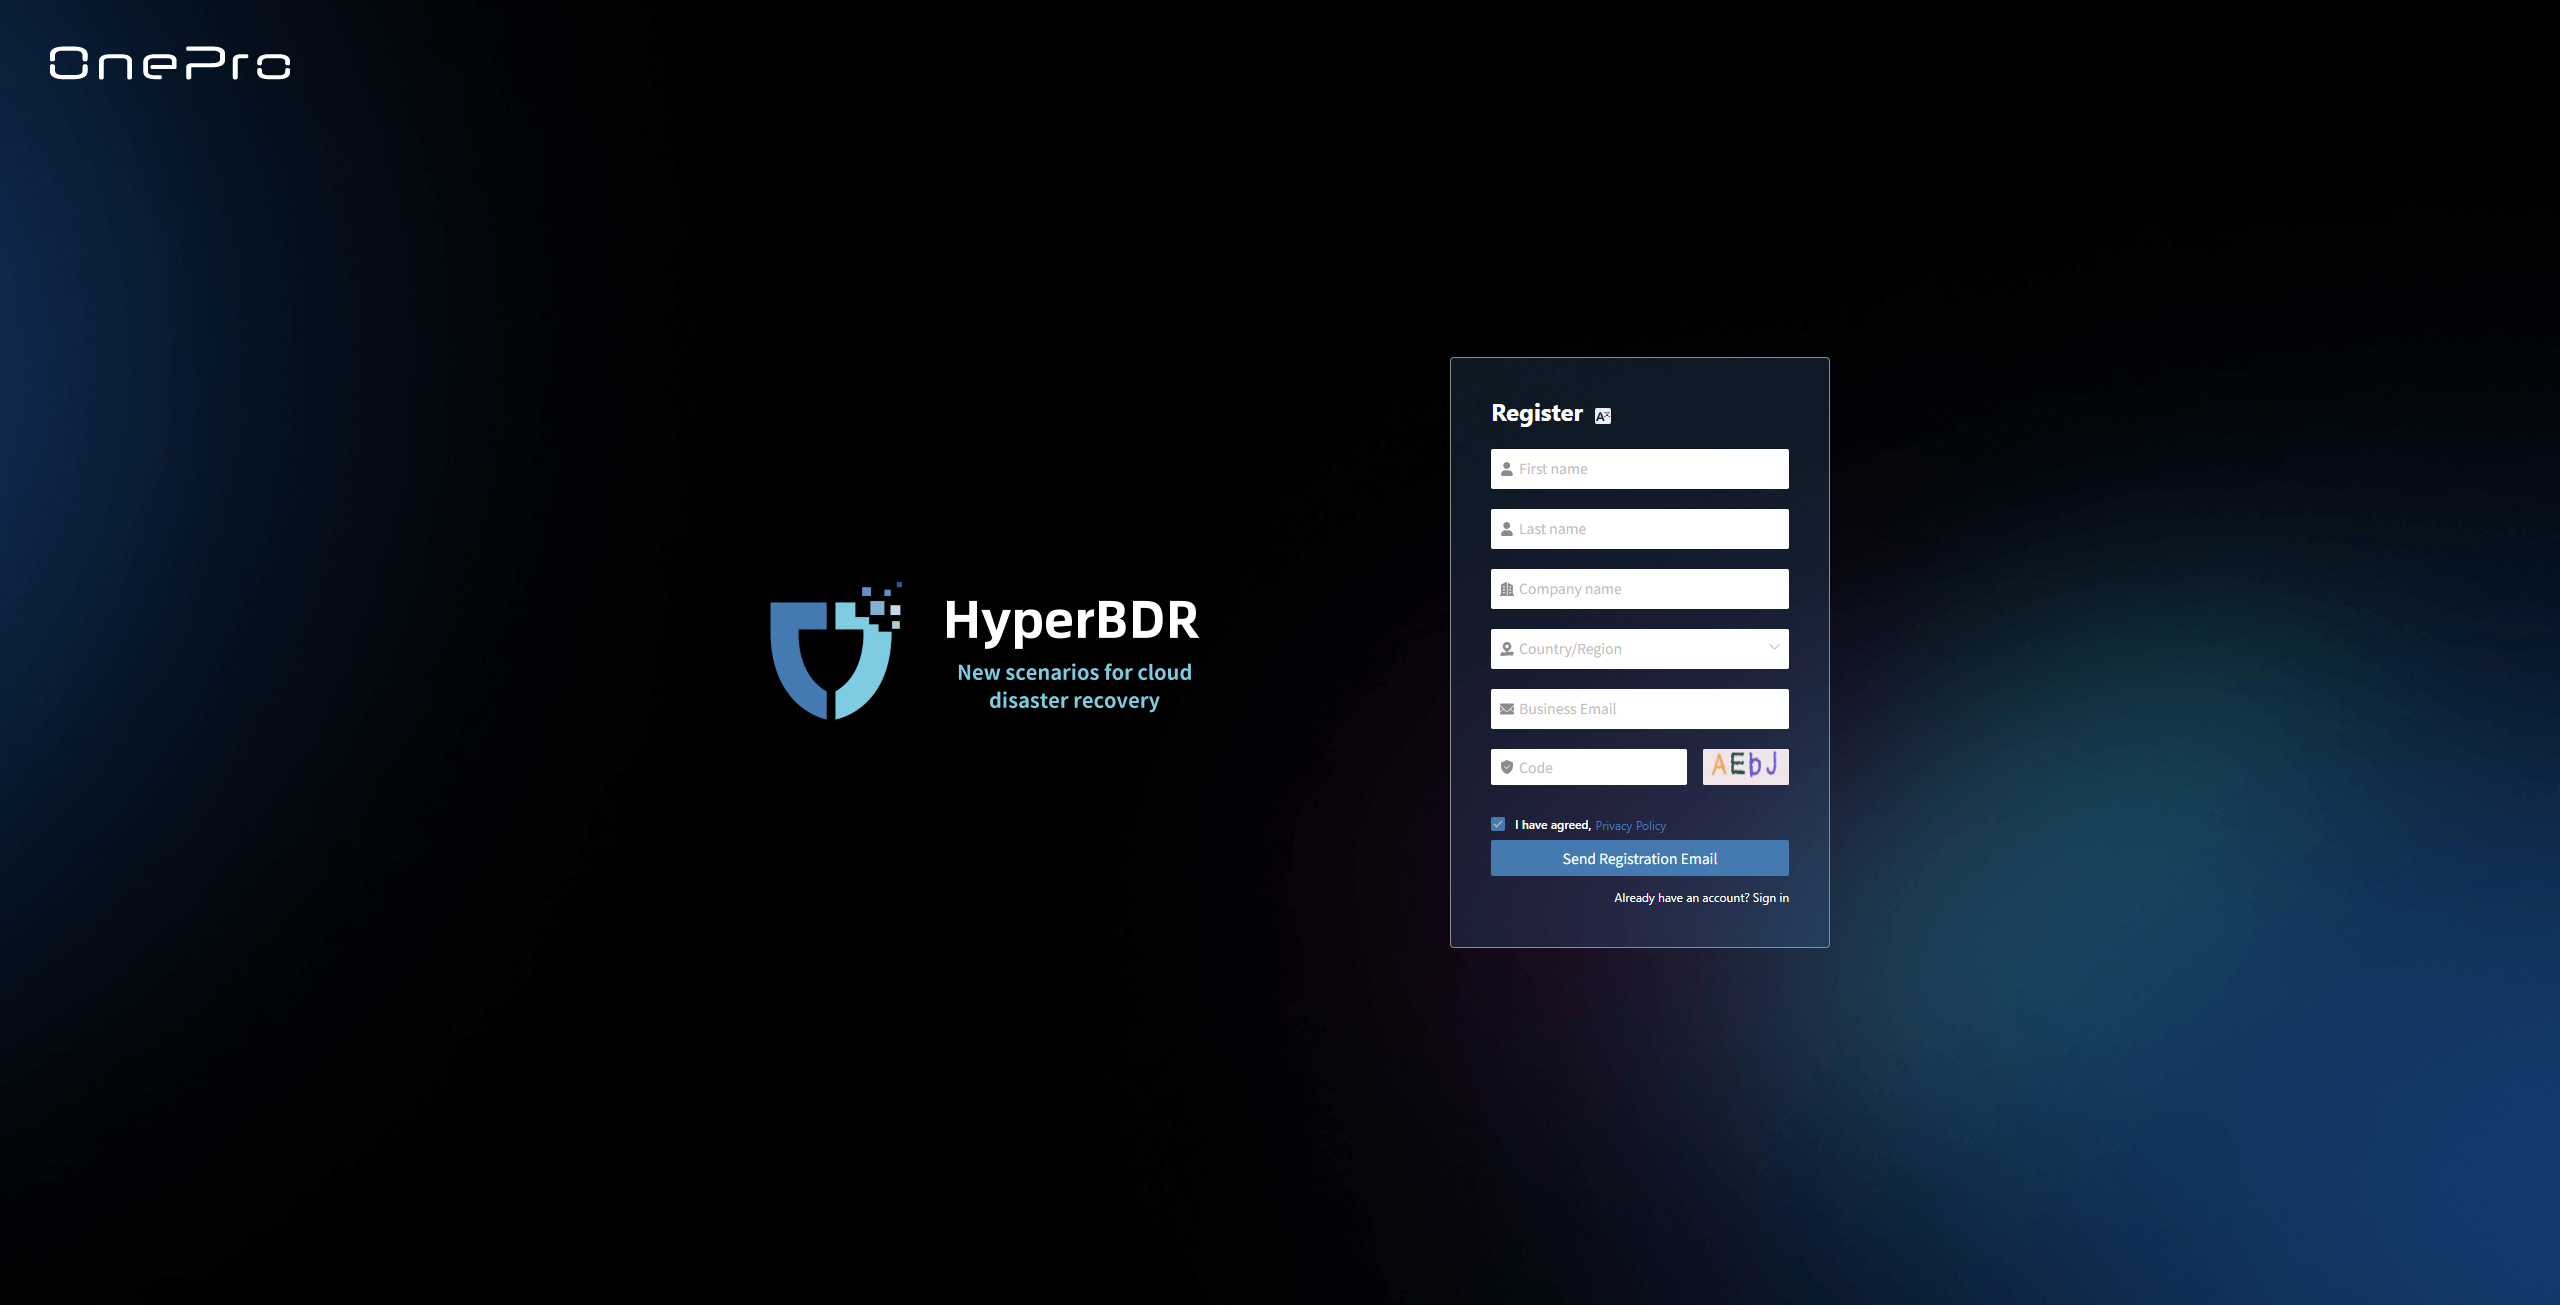 OnePro
HyperBDR
New scenarios for cloud
disaster recovery
Register
First name
Last name
Company name
Country/Region
Business Email
Code
AEbJ
I have agreed, Privacy Policy
Send Registration Email
Already have an account? Sign in